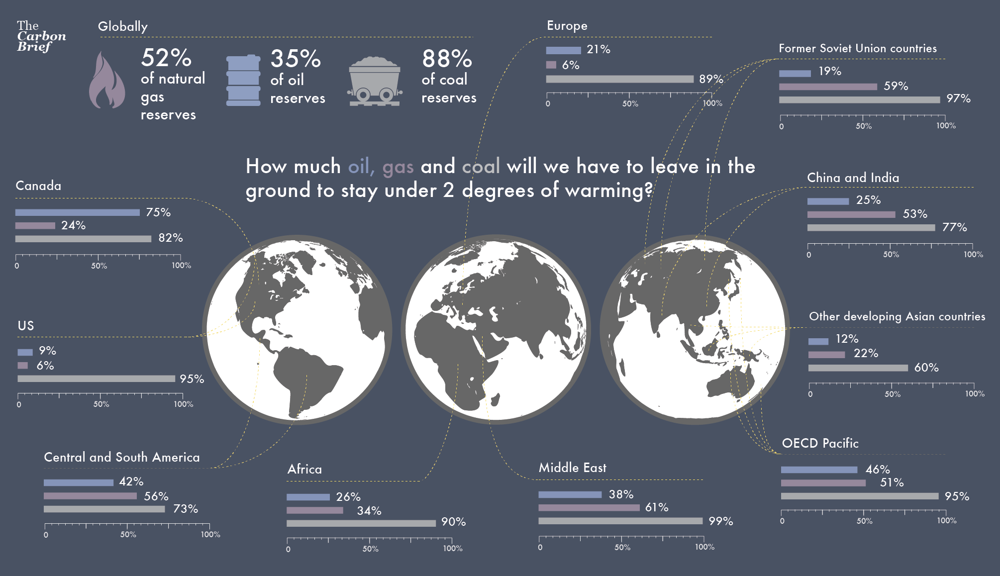 The
Carbon
Brief
Globally
52%
of natural
gas
reserves
35%
of oil
reserves
88%
of coal
reserves
Europe
21%
6%
89%
0 50% 100%
Former Soviet Union countries
19%
59%
97%
0 50% 100%
How much oil, gas and coal will we have to leave in the
ground to stay under 2 degrees of warming?
Canada
75%
24%
82%
0 50% 100%
China and India
25%
53%
77%
0 50% 100%
US
9%
6%
95%
0 50% 100%
Other developing Asian countries
12%
22%
60%
0 50% 100%
Central and South America
42%
56%
73%
0 50% 100%
Africa
26%
34%
90%
0 50% 100%
Middle East
38%
61%
99%
0 50% 100%
OECD Pacific
46%
51%
95%
0 50% 100%